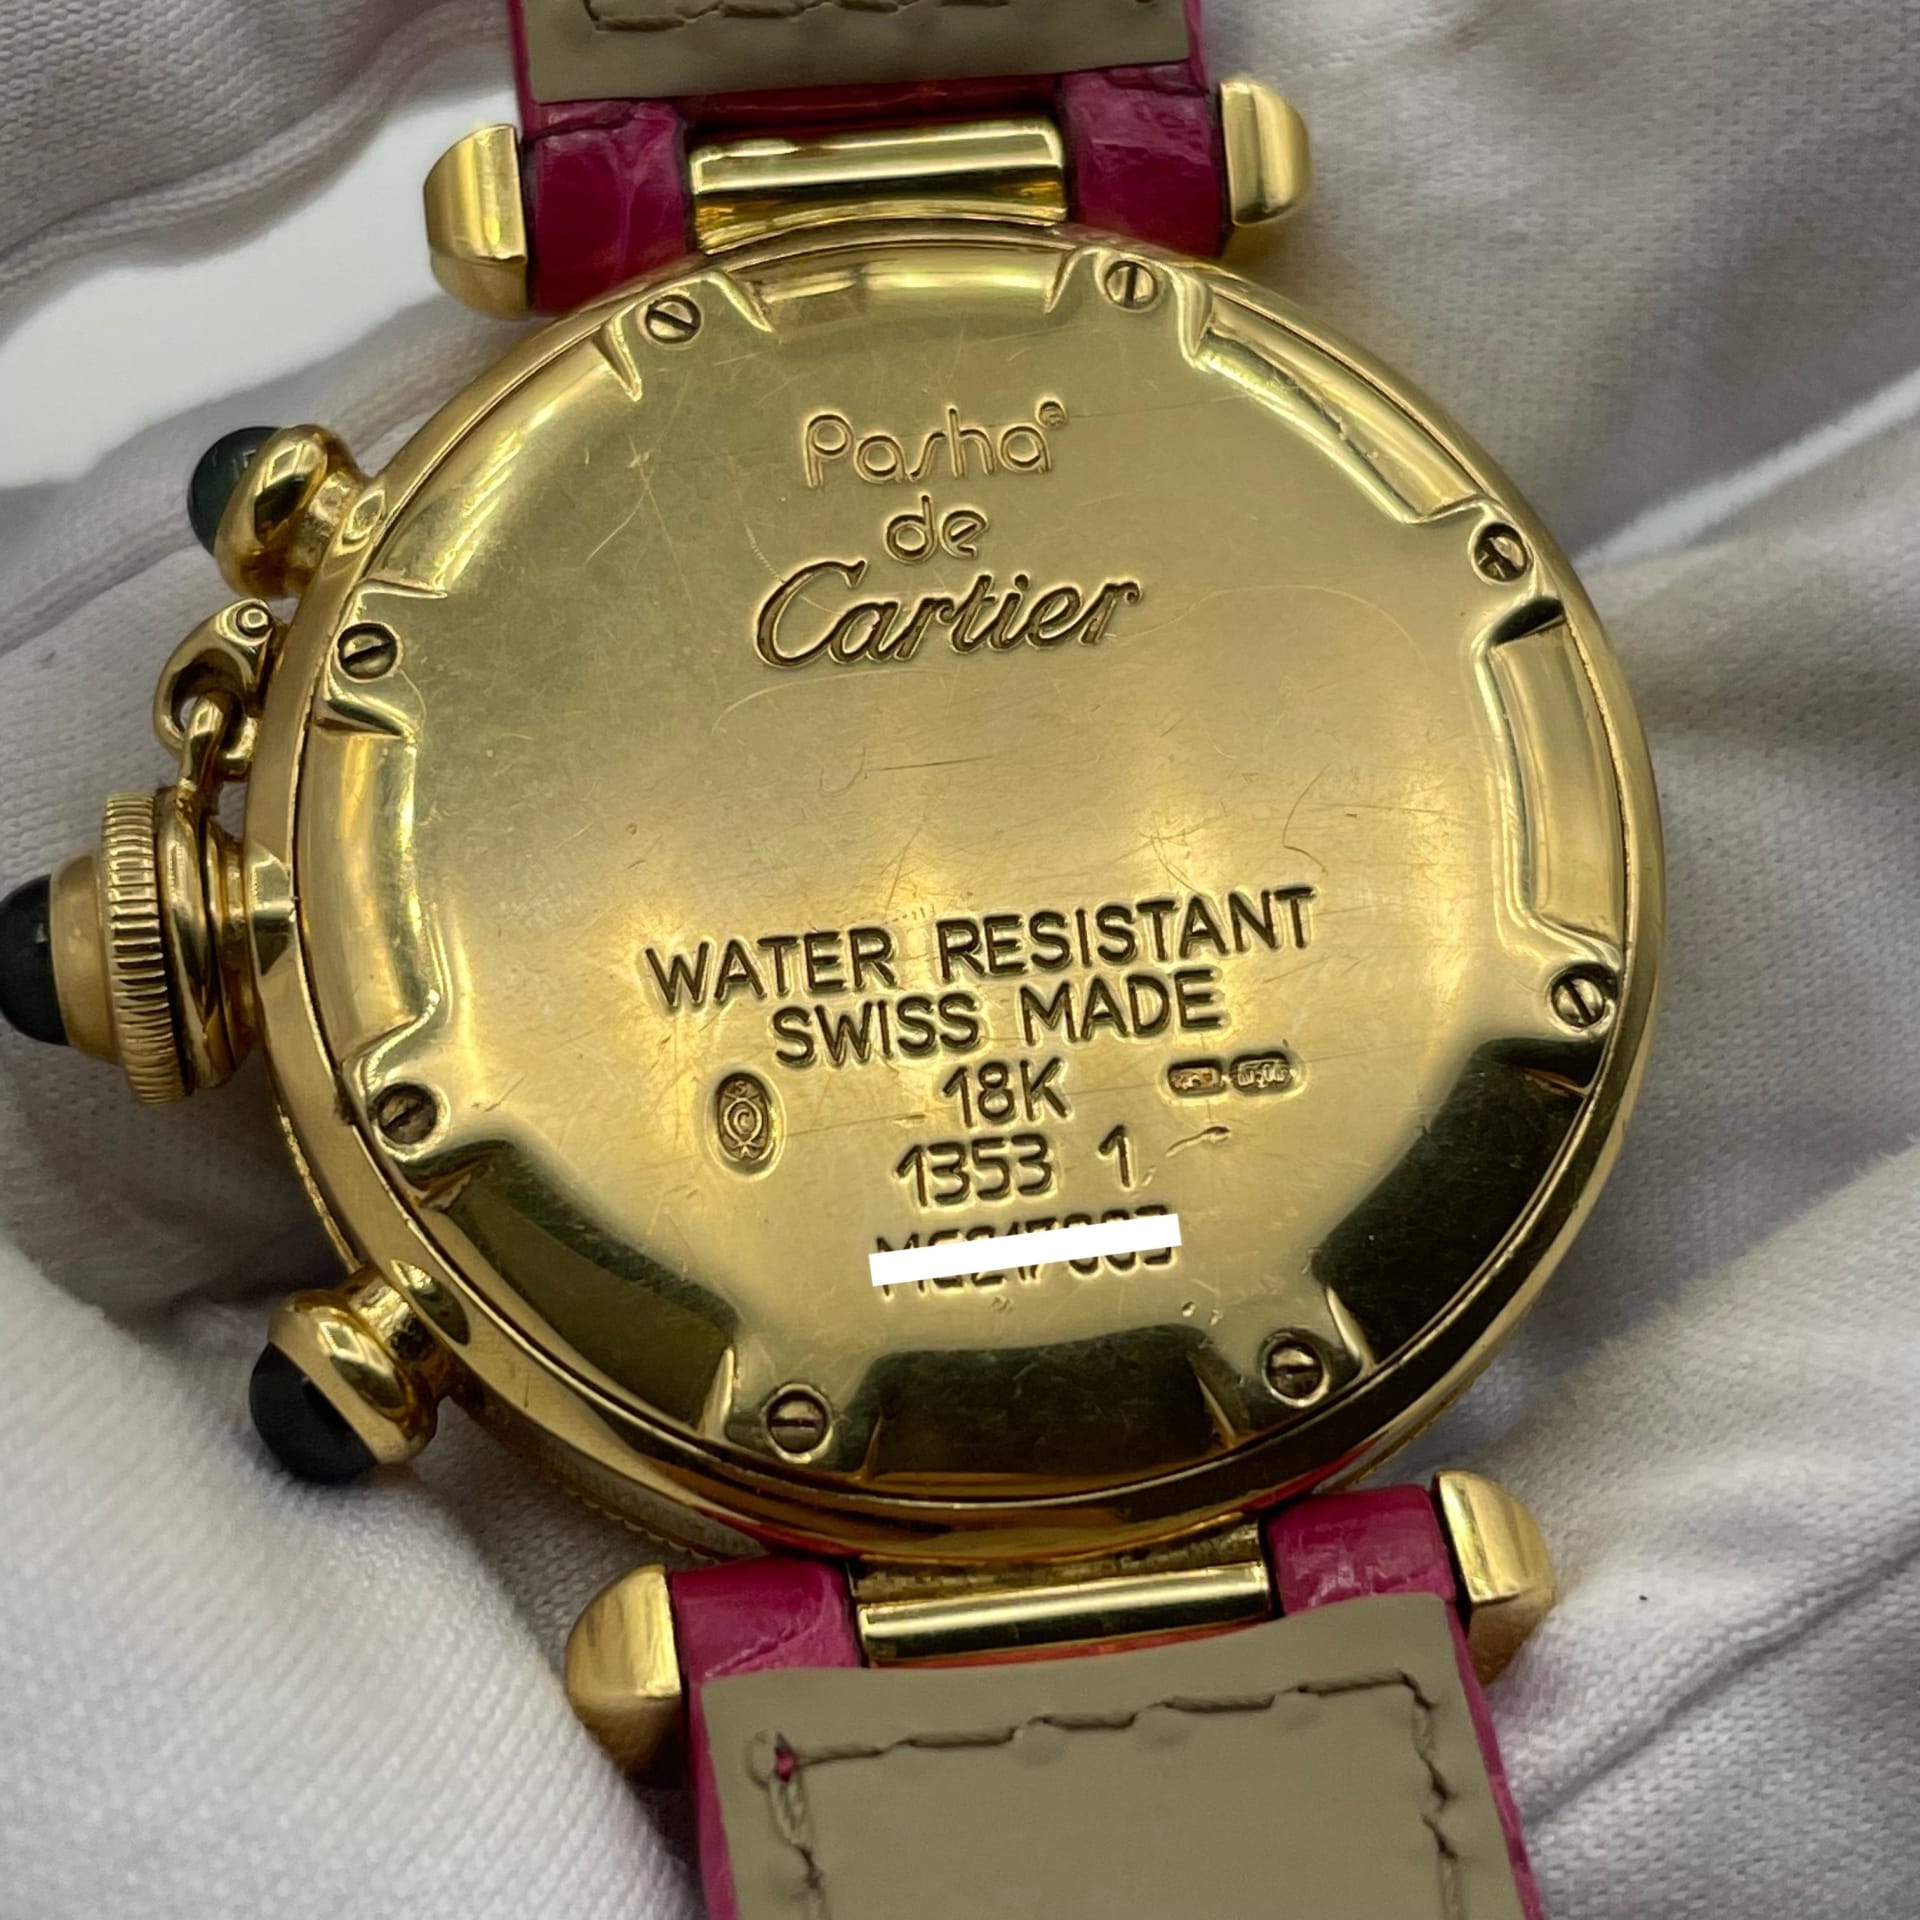 Pasha®
de
Cartier
WATER RESISTANT
SWISS MADE
18K
1353 1